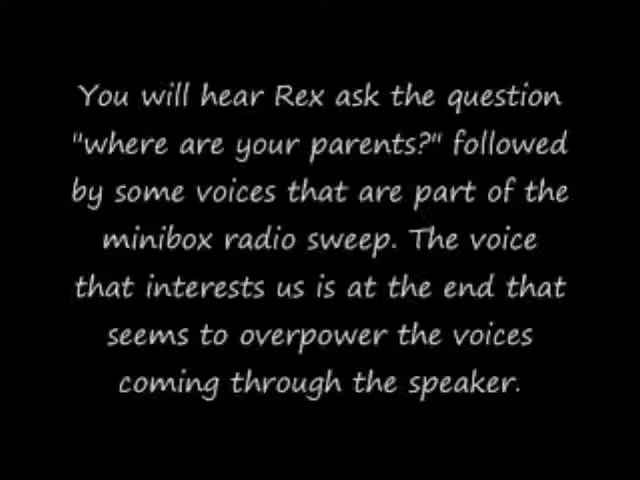 You will hear Rex ask the question
"where are your parents?" followed
by some voices that are part of the
minibox radio sweep. The voice
that interests us is at the end that
seems to overpower the voices
coming through the speaker.